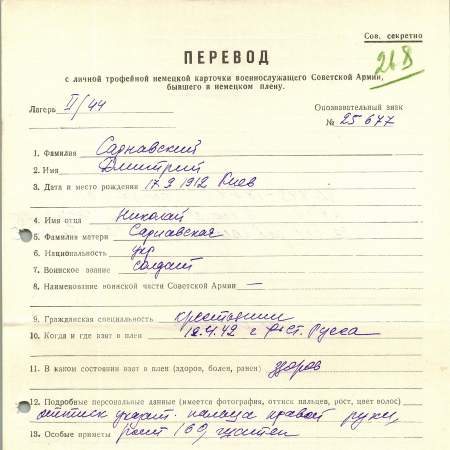 Сов. секретно
268
ПЕРЕВОД
с личной трофейной немецкой карточки военнослужащего Советской Армии,
бывшего в немецком плену.
Лагерь II/44
Опознавательный знак
№ 25677
1. Фамилия Сарнавский
2. Имя Дмитрий
3. Дата и место рождения 17.9.1912 Киев
4. Имя отца Николай
5. Фамилия матери Сарнавская
6. Национальность укр
7. Воинское звание солдат
8. Наименование воинской части Советской Армии —
9. Гражданская специальность крестьянин
10. Когда и где взят в плен 12.4.42 г Ст. Русса
11. В каком состоянии взят в плен (здоров, болен, ранен) здоров
12. Подробные персональные данные (имеется фотография, оттиск пальцев, рост, цвет волос)
оттиск указат. пальца правой руки,
13. Особые приметы рост 169,